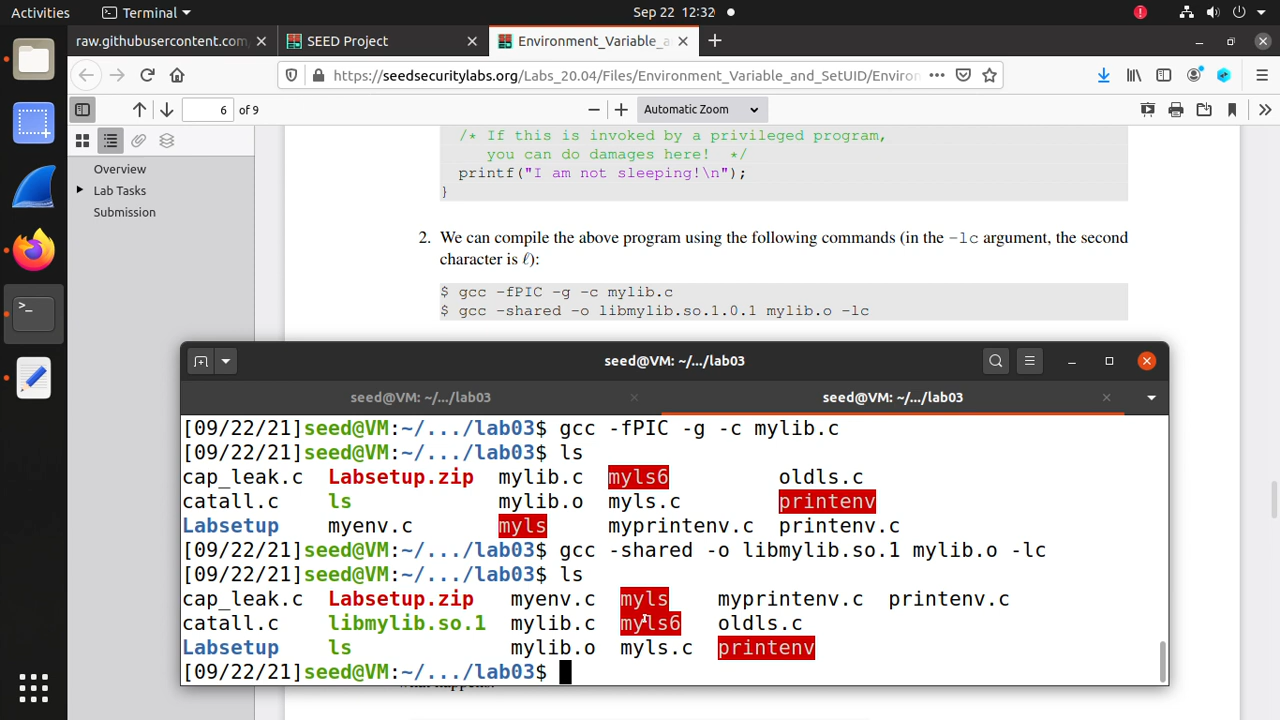 Activities
Terminal
Sep 22 12:32
raw.githubusercontent.com
SEED Project
Environment_Variable_a
https://seedsecuritylabs.org/Labs_20.04/Files/Environment_Variable_and_SetUID/Environ
6 of 9
Automatic Zoom
Overview
Lab Tasks
Submission
/* If this is invoked by a privileged program,
you can do damages here! */
printf("I am not sleeping!\n");
}
2. We can compile the above program using the following commands (in the -lc argument, the second
character is ℓ):
$ gcc -fPIC -g -c mylib.c
$ gcc -shared -o libmylib.so.1.0.1 mylib.o -lc
seed@VM: ~/.../lab03
seed@VM: ~/.../lab03
seed@VM: ~/.../lab03
[09/22/21]seed@VM:~/.../lab03$ gcc -fPIC -g -c mylib.c
[09/22/21]seed@VM:~/.../lab03$ ls
cap_leak.c Labsetup.zip mylib.c myls6 oldls.c
catall.c ls mylib.o myls.c printenv
Labsetup myenv.c myls myprintenv.c printenv.c
[09/22/21]seed@VM:~/.../lab03$ gcc -shared -o libmylib.so.1 mylib.o -lc
[09/22/21]seed@VM:~/.../lab03$ ls
cap_leak.c Labsetup.zip myenv.c myls myprintenv.c printenv.c
catall.c libmylib.so.1 mylib.c myls6 oldls.c
Labsetup ls mylib.o myls.c printenv
[09/22/21]seed@VM:~/.../lab03$
what happens.